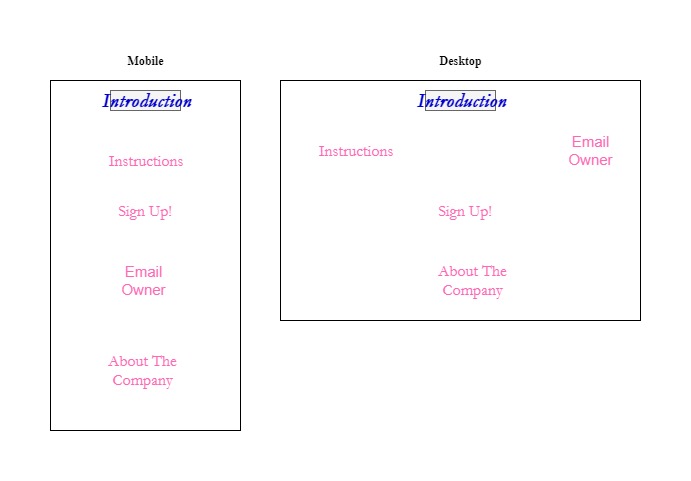 Mobile
Introduction
Instructions
Sign Up!
Email
Owner
About The
Company
Desktop
Introduction
Instructions
Email
Owner
Sign Up!
About The
Company